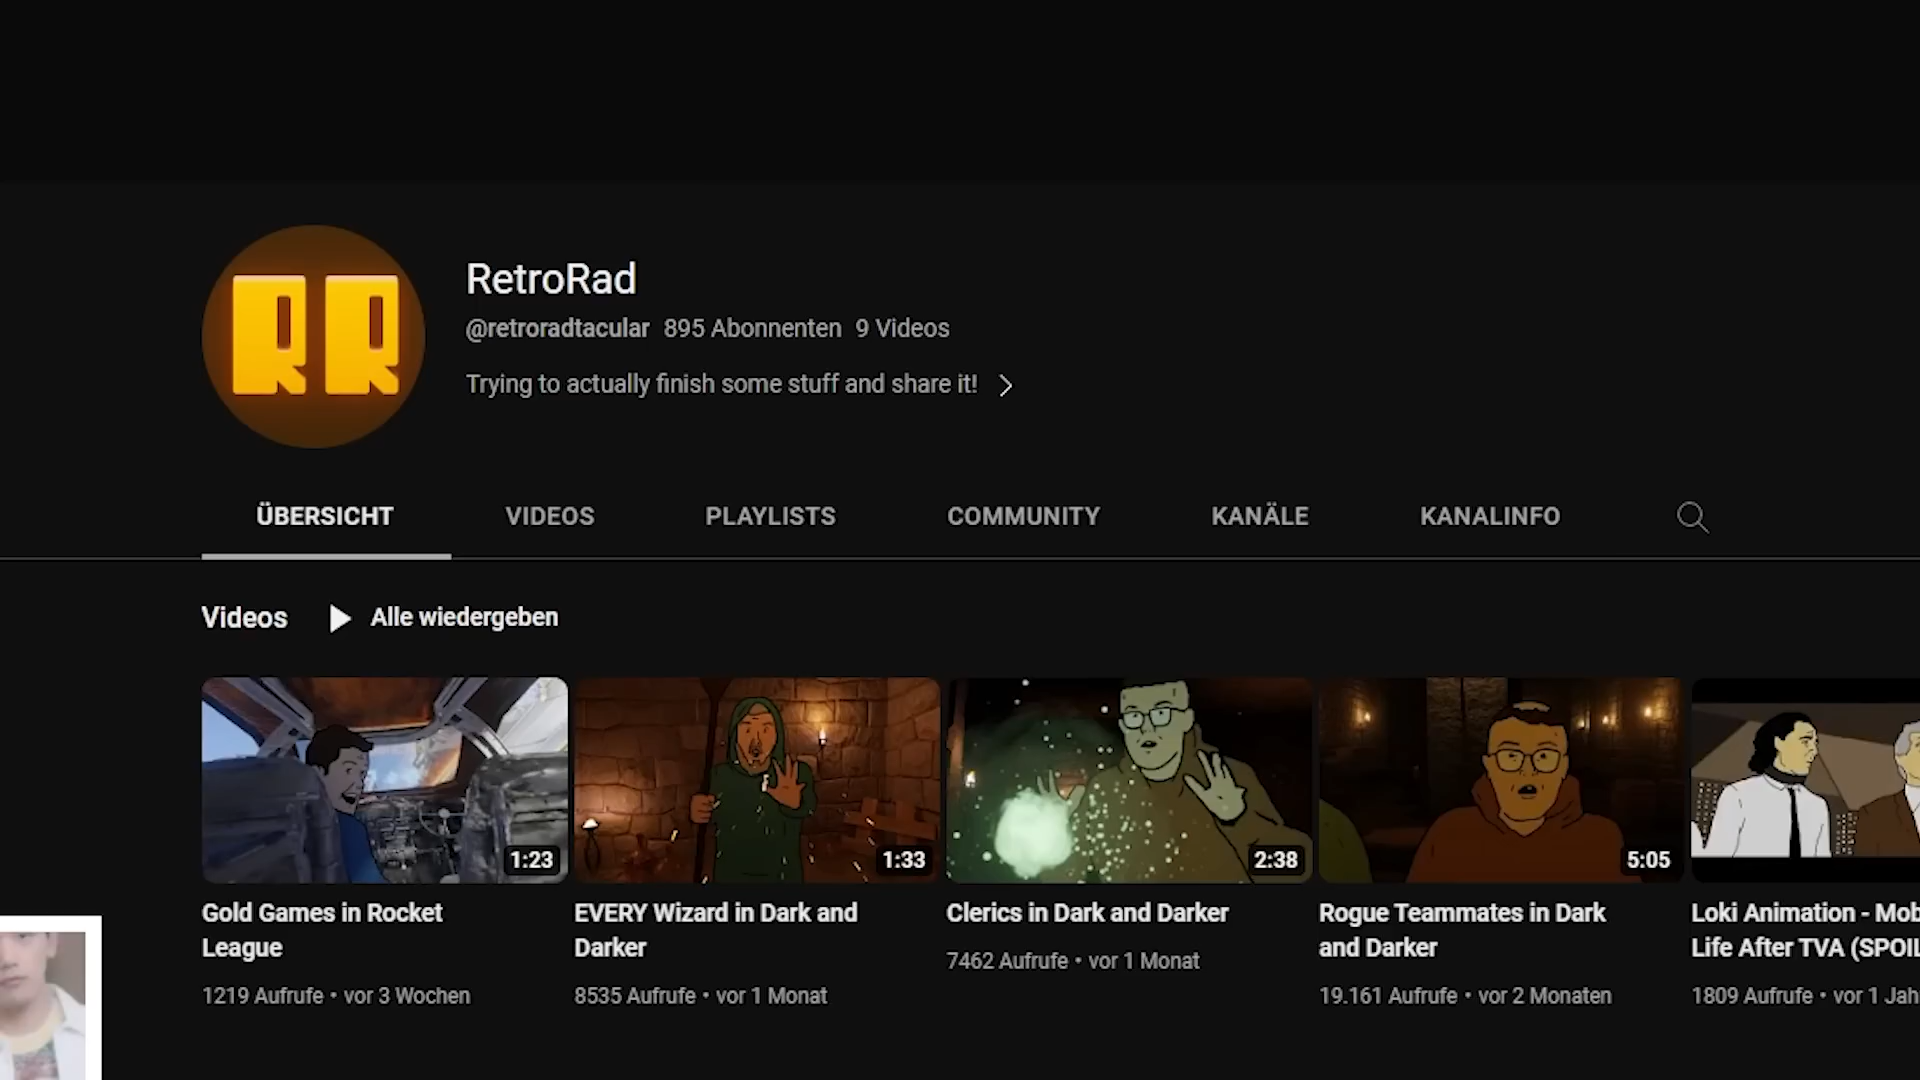 RR
RetroRad
@retroradtacular 895 Abonnenten 9 Videos
Trying to actually finish some stuff and share it!
ÜBERSICHT VIDEOS PLAYLISTS COMMUNITY KANÄLE KANALINFO
Videos Alle wiedergeben
1:23 1:33 2:38 5:05
Gold Games in Rocket
League
1219 Aufrufe • vor 3 Wochen
EVERY Wizard in Dark and
Darker
8535 Aufrufe • vor 1 Monat
Clerics in Dark and Darker
7462 Aufrufe • vor 1 Monat
Rogue Teammates in Dark
and Darker
19.161 Aufrufe • vor 2 Monaten
Loki Animation - Mob
Life After TVA (SPOIL
1809 Aufrufe • vor 1 Jah